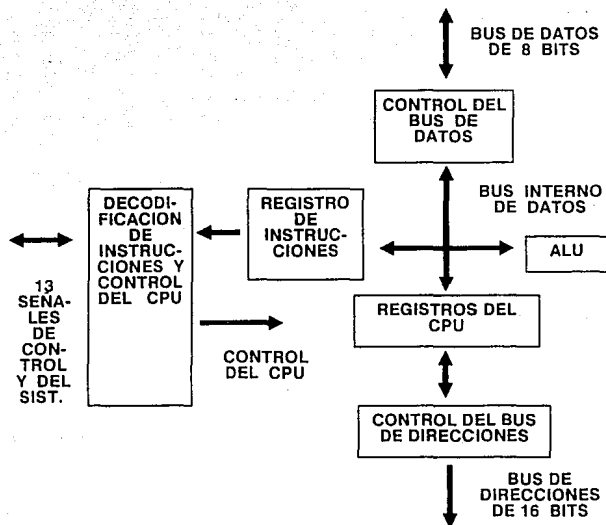 BUS DE DATOS
DE 8 BITS
CONTROL DEL
BUS DE
DATOS
DECODI-
FICACION
DE
INSTRUC-
CIONES Y
CONTROL
DEL CPU
REGISTRO
DE
INSTRUC-
CIONES
BUS INTERNO
DE DATOS
ALU
13
SEÑA-
LES
DE
CON-
TROL
Y DEL
SIST.
REGISTROS DEL
CPU
CONTROL
DEL CPU
CONTROL DEL BUS
DE DIRECCIONES
BUS DE
DIRECCIONES
DE 16 BITS